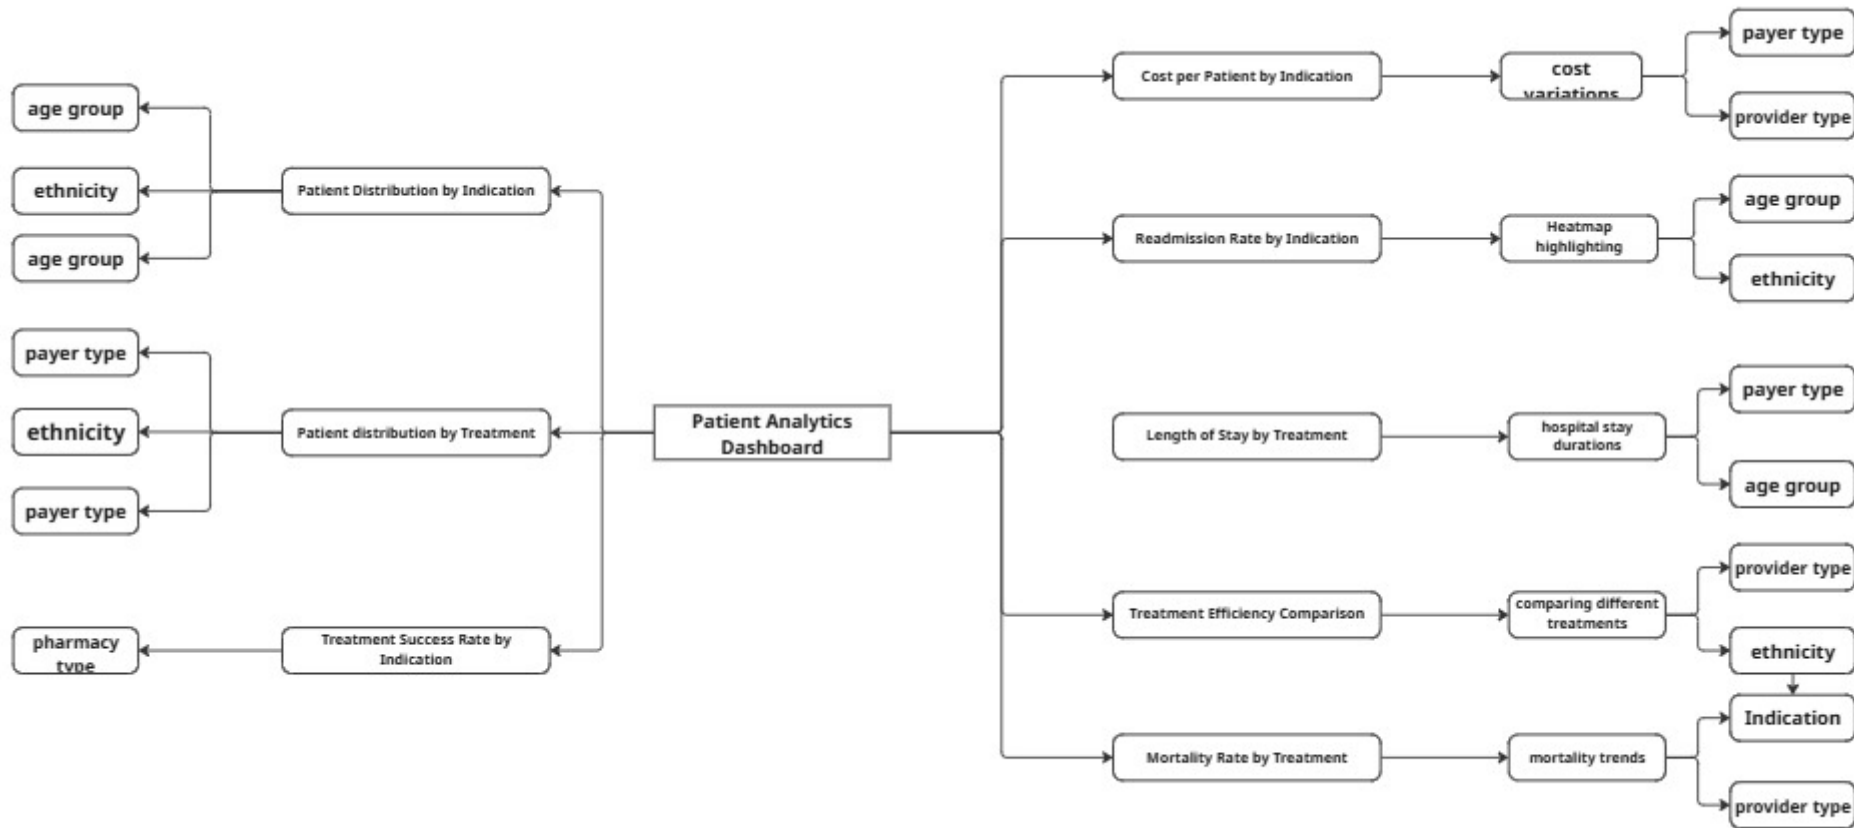 age group
ethnicity
age group
payer type
ethnicity
payer type
pharmacy
type
Patient Distribution by Indication
Patient distribution by Treatment
Treatment Success Rate by
Indication
Patient Analytics
Dashboard
Cost per Patient by Indication
Readmission Rate by Indication
Length of Stay by Treatment
Treatment Efficiency Comparison
Mortality Rate by Treatment
cost
variations
Heatmap
highlighting
hospital stay
durations
comparing different
treatments
mortality trends
payer type
provider type
age group
ethnicity
payer type
age group
provider type
ethnicity
Indication
provider type